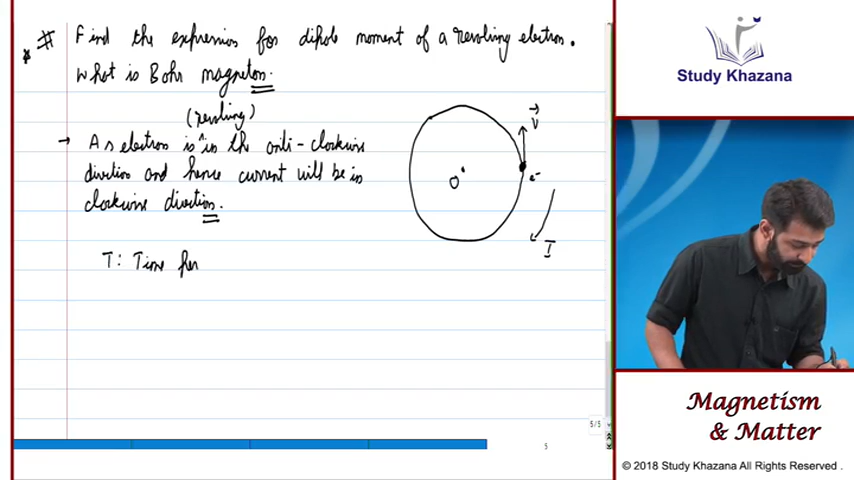 # Find the expression for dipole moment of a revolving electron.
What is Bohr magneton.
(revolving)
→ As electron is ^ in the anti-clockwise
direction and hence current will be in
clockwise direction.
T: Time per
V
e-
O
I
5/5
5
Study Khazana
Magnetism
& Matter
© 2018 Study Khazana All Rights Reserved.